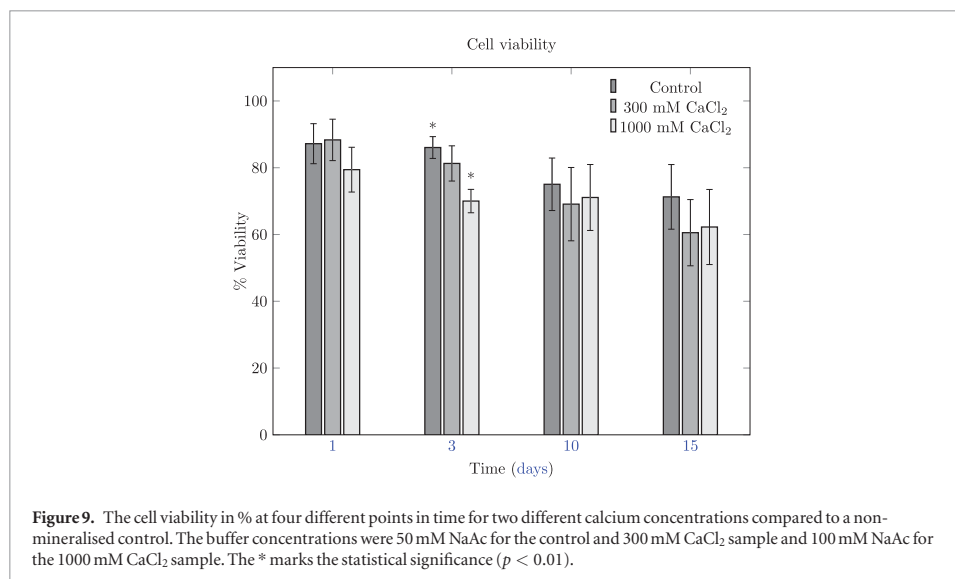 Cell viability
Control
300 mM CaCl₂
1000 mM CaCl₂
% Viability
100
80
60
40
20
0
*
*
1
3
10
15
Time (days)
Figure 9. The cell viability in % at four different points in time for two different calcium concentrations compared to a non-
mineralised control. The buffer concentrations were 50 mM NaAc for the control and 300 mM CaCl₂ sample and 100 mM NaAc for
the 1000 mM CaCl₂ sample. The * marks the statistical significance (p < 0.01).